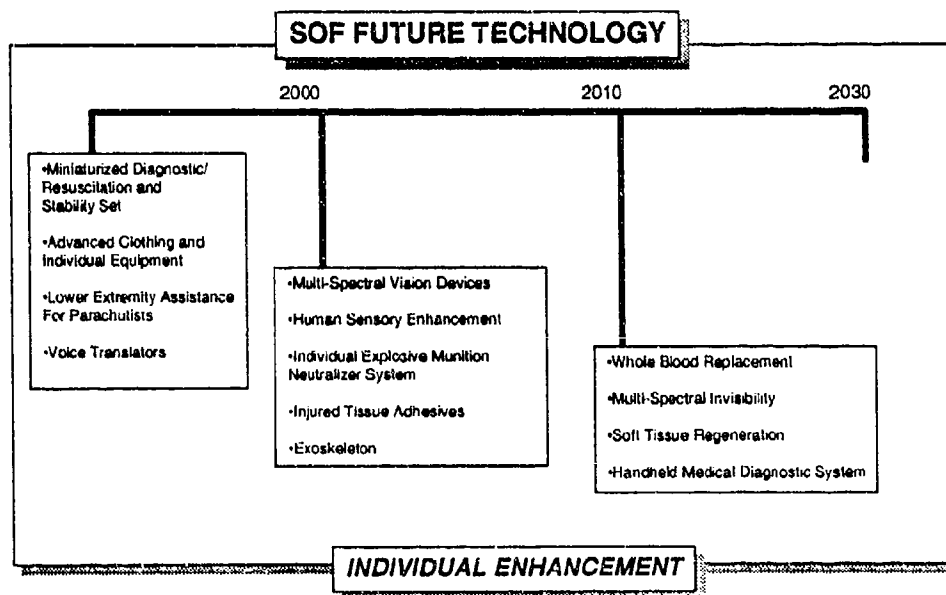 SOF FUTURE TECHNOLOGY
2000
2010
2030
•Miniaturized Diagnostic/
Resuscitation and
Stability Set
•Advanced Clothing and
Individual Equipment
•Lower Extremity Assistance
For Parachutists
•Voice Translators
•Multi-Spectral Vision Devices
•Human Sensory Enhancement
•Individual Explosive Munition
Neutralizer System
•Injured Tissue Adhesives
•Exoskeleton
•Whole Blood Replacement
•Multi-Spectral Invisibility
•Soft Tissue Regeneration
•Handheld Medical Diagnostic System
INDIVIDUAL ENHANCEMENT